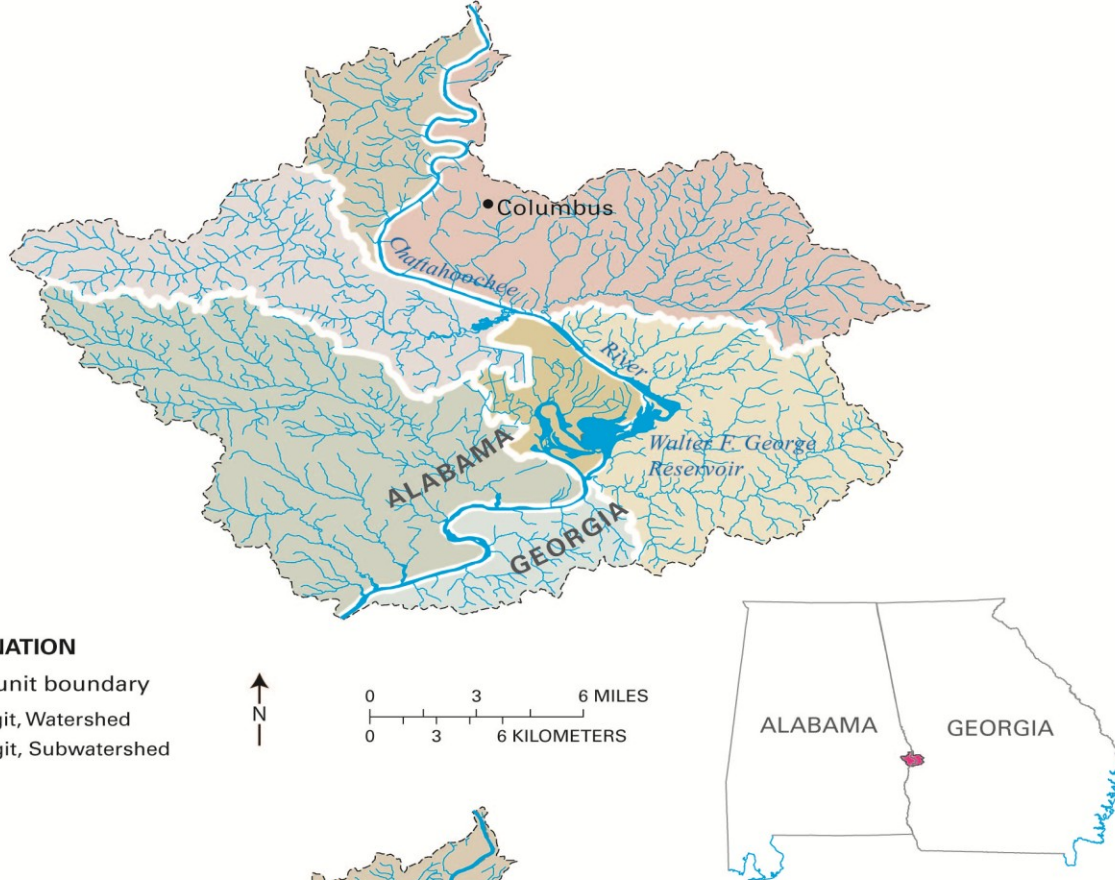 Columbus
Chattahoochee
River
Walter F. George
Reservoir
ALABAMA
GEORGIA
NATION
unit boundary
git, Watershed
git, Subwatershed
N
0 3 6 MILES
0 3 6 KILOMETERS
ALABAMA
GEORGIA